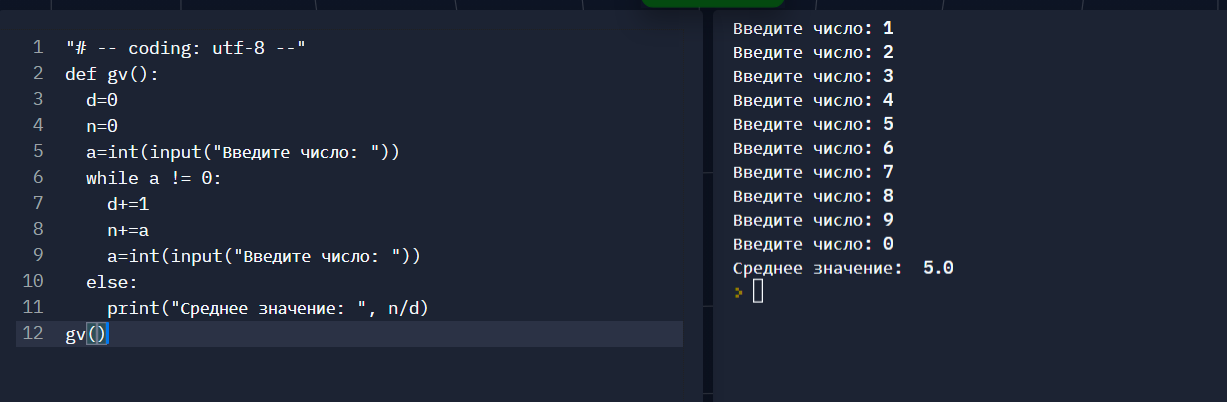 1 "# -- coding: utf-8 --"
2 def gv():
3   d=0
4   n=0
5   a=int(input("Введите число: "))
6   while a != 0:
7     d+=1
8     n+=a
9     a=int(input("Введите число: "))
10   else:
11     print("Среднее значение: ", n/d)
12 gv()
Введите число: 1
Введите число: 2
Введите число: 3
Введите число: 4
Введите число: 5
Введите число: 6
Введите число: 7
Введите число: 8
Введите число: 9
Введите число: 0
Среднее значение:  5.0
>